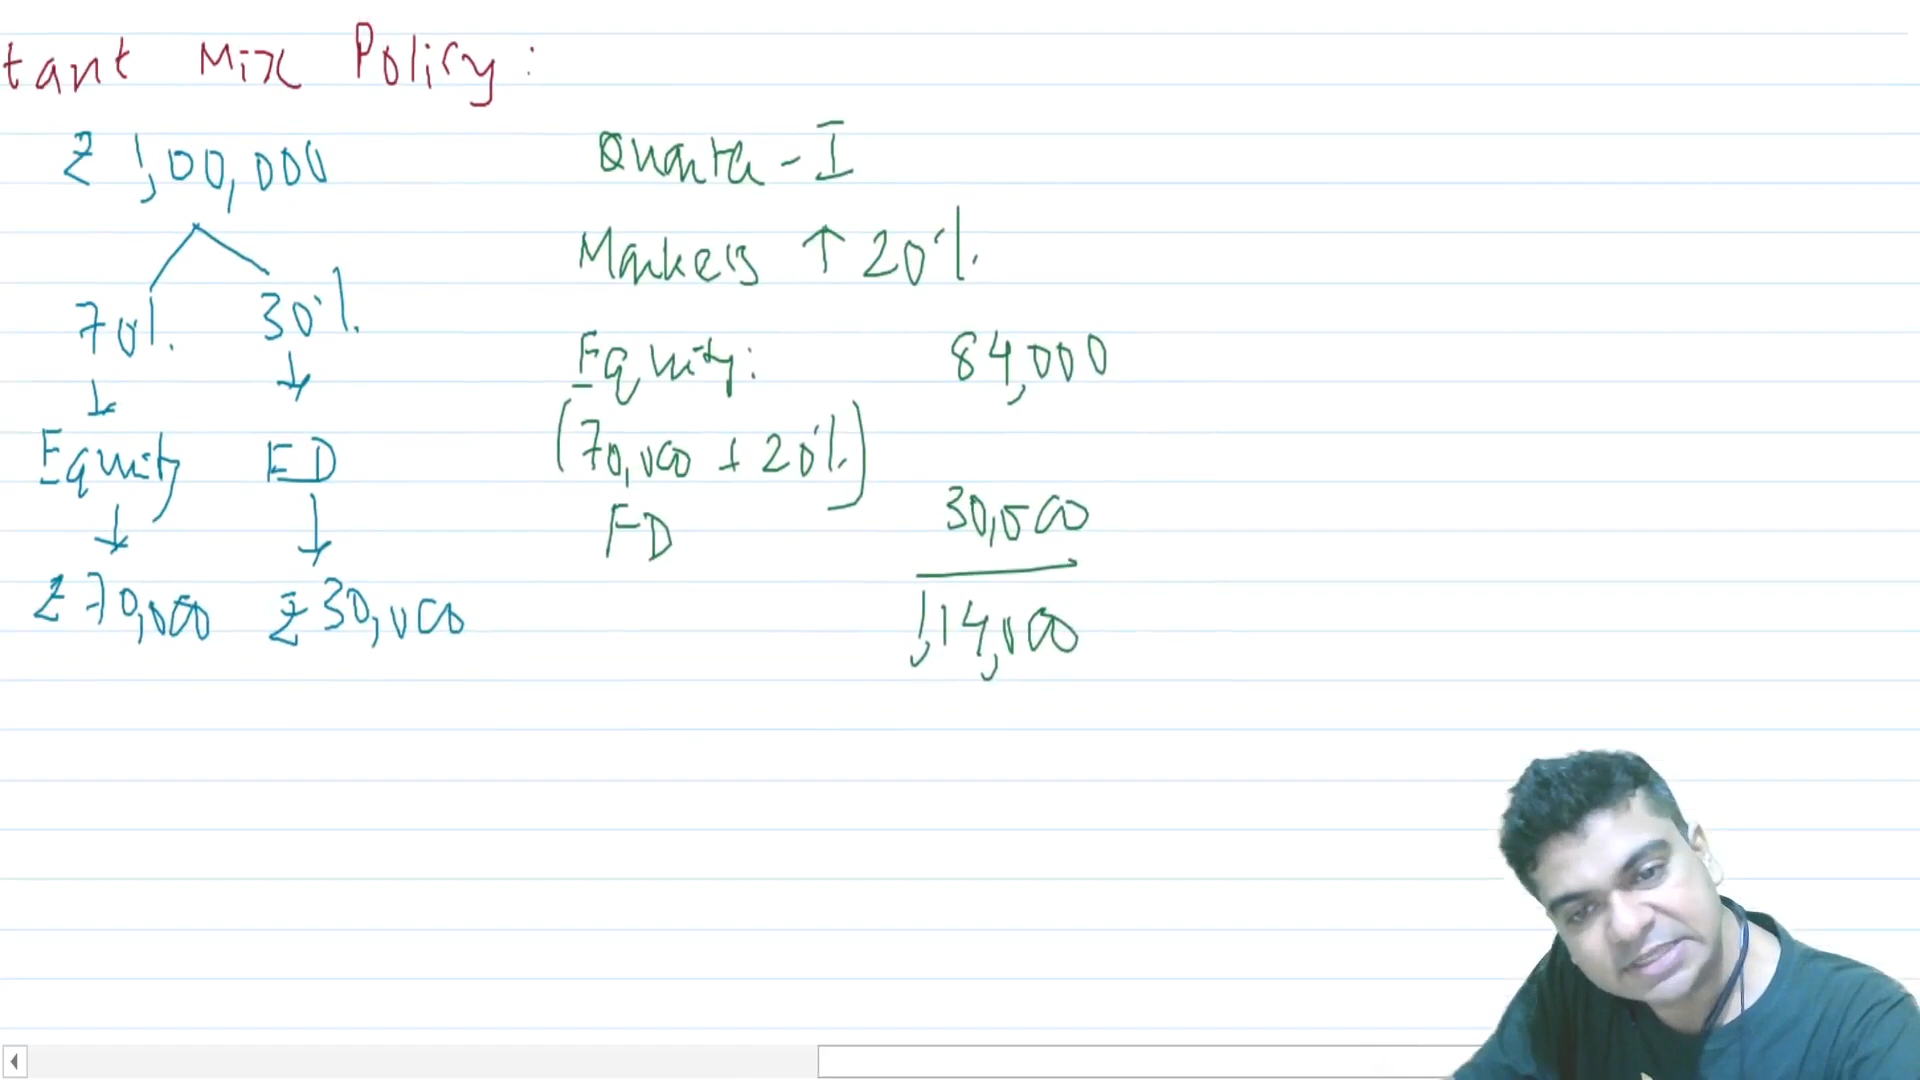 tant Mix Policy:
₹ 1,00,000
70% 30%
Equity FD
₹ 70,000 ₹ 30,000
Quarter - I
Markets ↑ 20%
Equity: 84,000
(70,000 + 20%)
FD 30,000
1,14,000